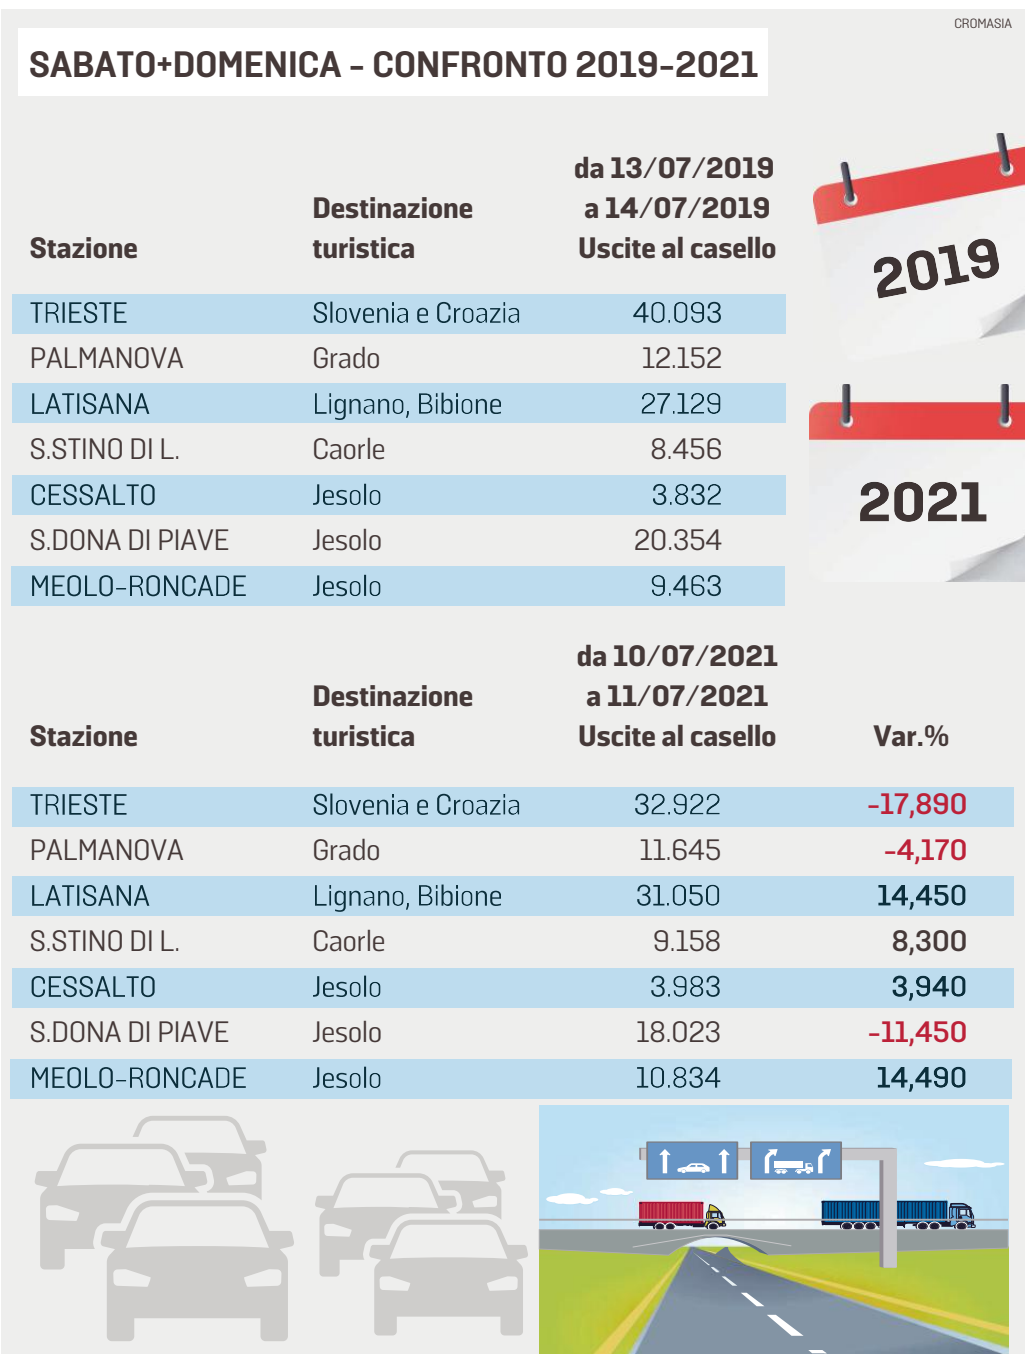 CROMASIA
SABATO+DOMENICA - CONFRONTO 2019-2021
da 13/07/2019
Destinazione a 14/07/2019
Stazione turistica Uscite al casello
2019
TRIESTE Slovenia e Croazia 40.093
PALMANOVA Grado 12.152
LATISANA Lignano, Bibione 27.129
S.STINO DI L. Caorle 8.456
CESSALTO Jesolo 3.832
2021
S.DONA DI PIAVE Jesolo 20.354
MEOLO-RONCADE Jesolo 9.463
da 10/07/2021
Destinazione a 11/07/2021
Stazione turistica Uscite al casello Var.%
TRIESTE Slovenia e Croazia 32.922 -17,890
PALMANOVA Grado 11.645 -4,170
LATISANA Lignano, Bibione 31.050 14,450
S.STINO DI L. Caorle 9.158 8,300
CESSALTO Jesolo 3.983 3,940
S.DONA DI PIAVE Jesolo 18.023 -11,450
MEOLO-RONCADE Jesolo 10.834 14,490